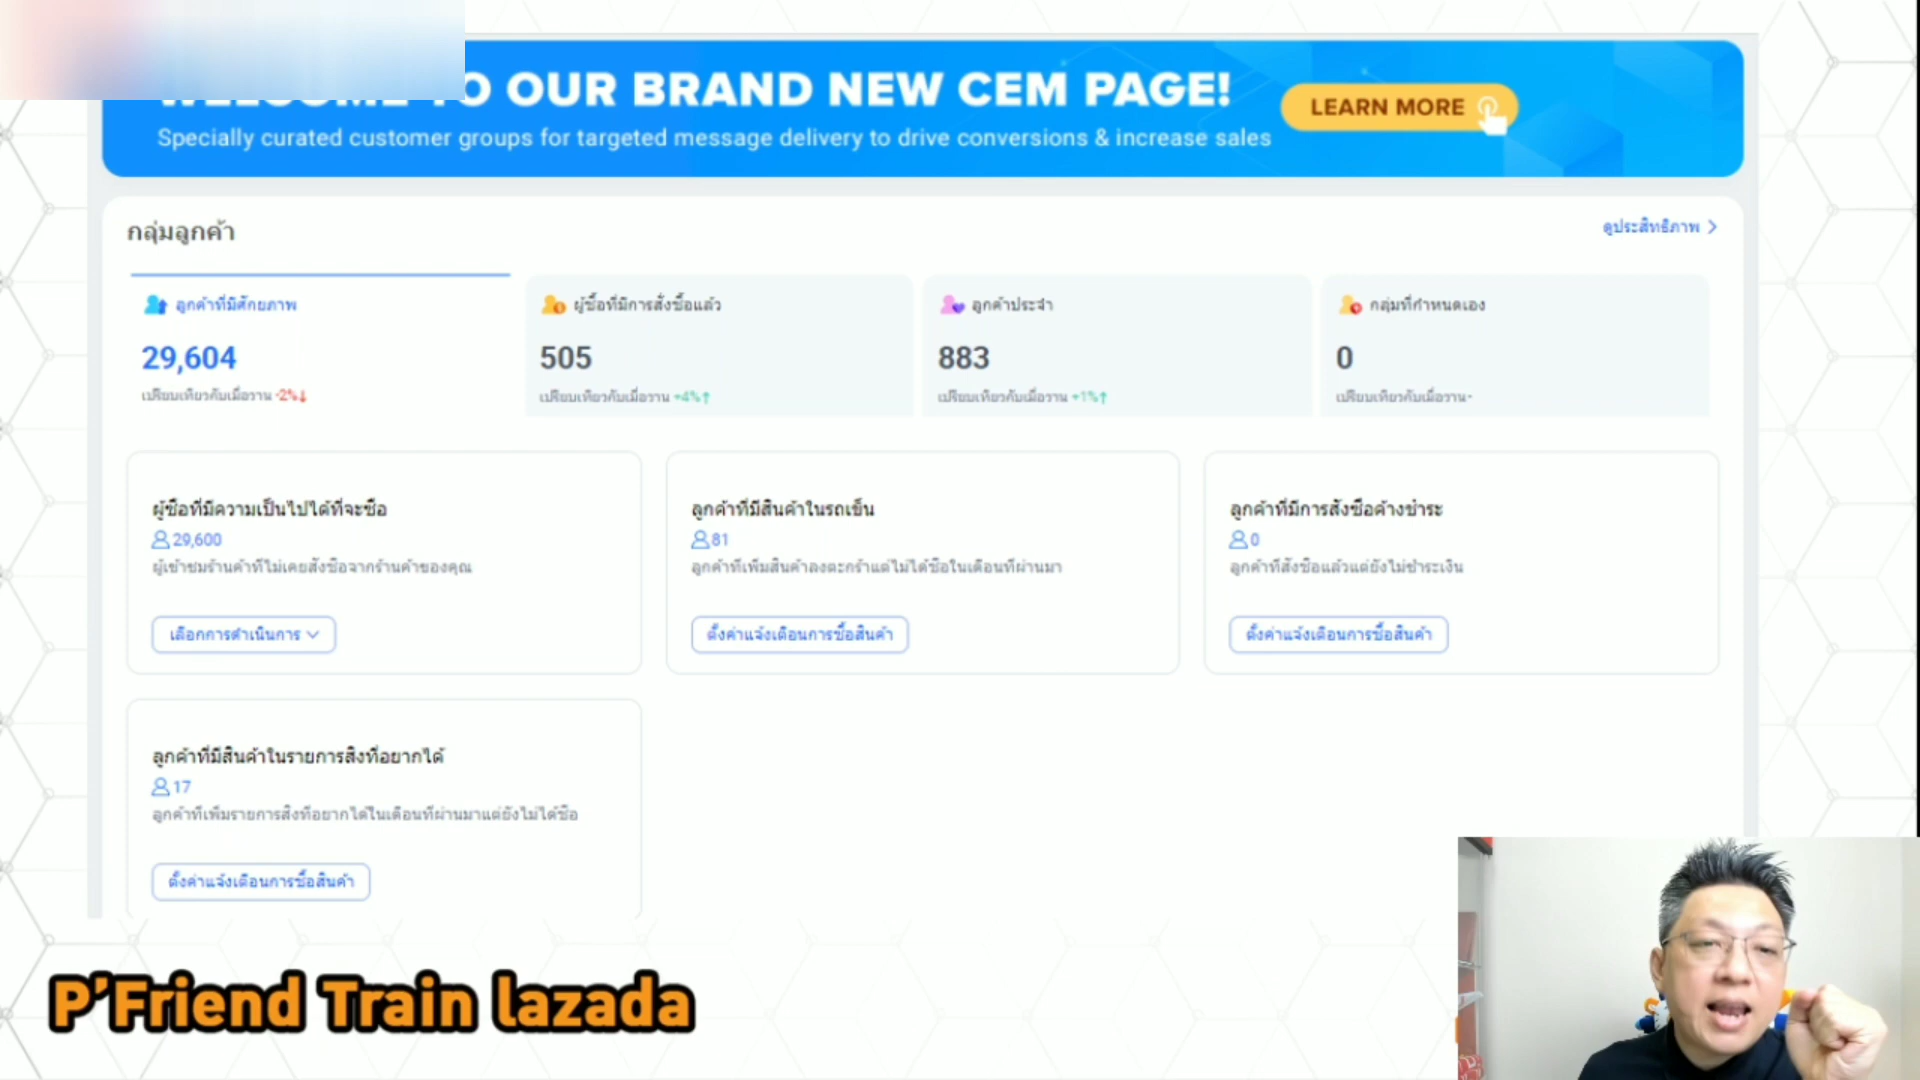 WELCOME TO OUR BRAND NEW CEM PAGE!
Specially curated customer groups for targeted message delivery to drive conversions & increase sales
LEARN MORE
กลุ่มลูกค้า
ดูประสิทธิภาพ
ลูกค้าที่มีศักยภาพ
29,604
เปรียบเทียบกับเมื่อวาน -2%↓
ผู้ซื้อที่มีการสั่งซื้อแล้ว
505
เปรียบเทียบกับเมื่อวาน +4%↑
ลูกค้าประจำ
883
เปรียบเทียบกับเมื่อวาน +1%↑
กลุ่มที่กำหนดเอง
0
เปรียบเทียบกับเมื่อวาน-
ผู้ซื้อที่มีความเป็นไปได้ที่จะซื้อ
29,600
ผู้เข้าชมร้านค้าที่ไม่เคยสั่งซื้อจากร้านค้าของคุณ
เลือกการดำเนินการ
ลูกค้าที่มีสินค้าในรถเข็น
81
ลูกค้าที่เพิ่มสินค้าลงตะกร้าแต่ไม่ได้ซื้อในเดือนที่ผ่านมา
ตั้งค่าแจ้งเตือนการซื้อสินค้า
ลูกค้าที่มีการสั่งซื้อค้างชำระ
0
ลูกค้าที่สั่งซื้อแล้วแต่ยังไม่ชำระเงิน
ตั้งค่าแจ้งเตือนการซื้อสินค้า
ลูกค้าที่มีสินค้าในรายการสิ่งที่อยากได้
17
ลูกค้าที่เพิ่มรายการสิ่งที่อยากได้ในเดือนที่ผ่านมาแต่ยังไม่ได้ซื้อ
ตั้งค่าแจ้งเตือนการซื้อสินค้า
P'Friend Train lazada